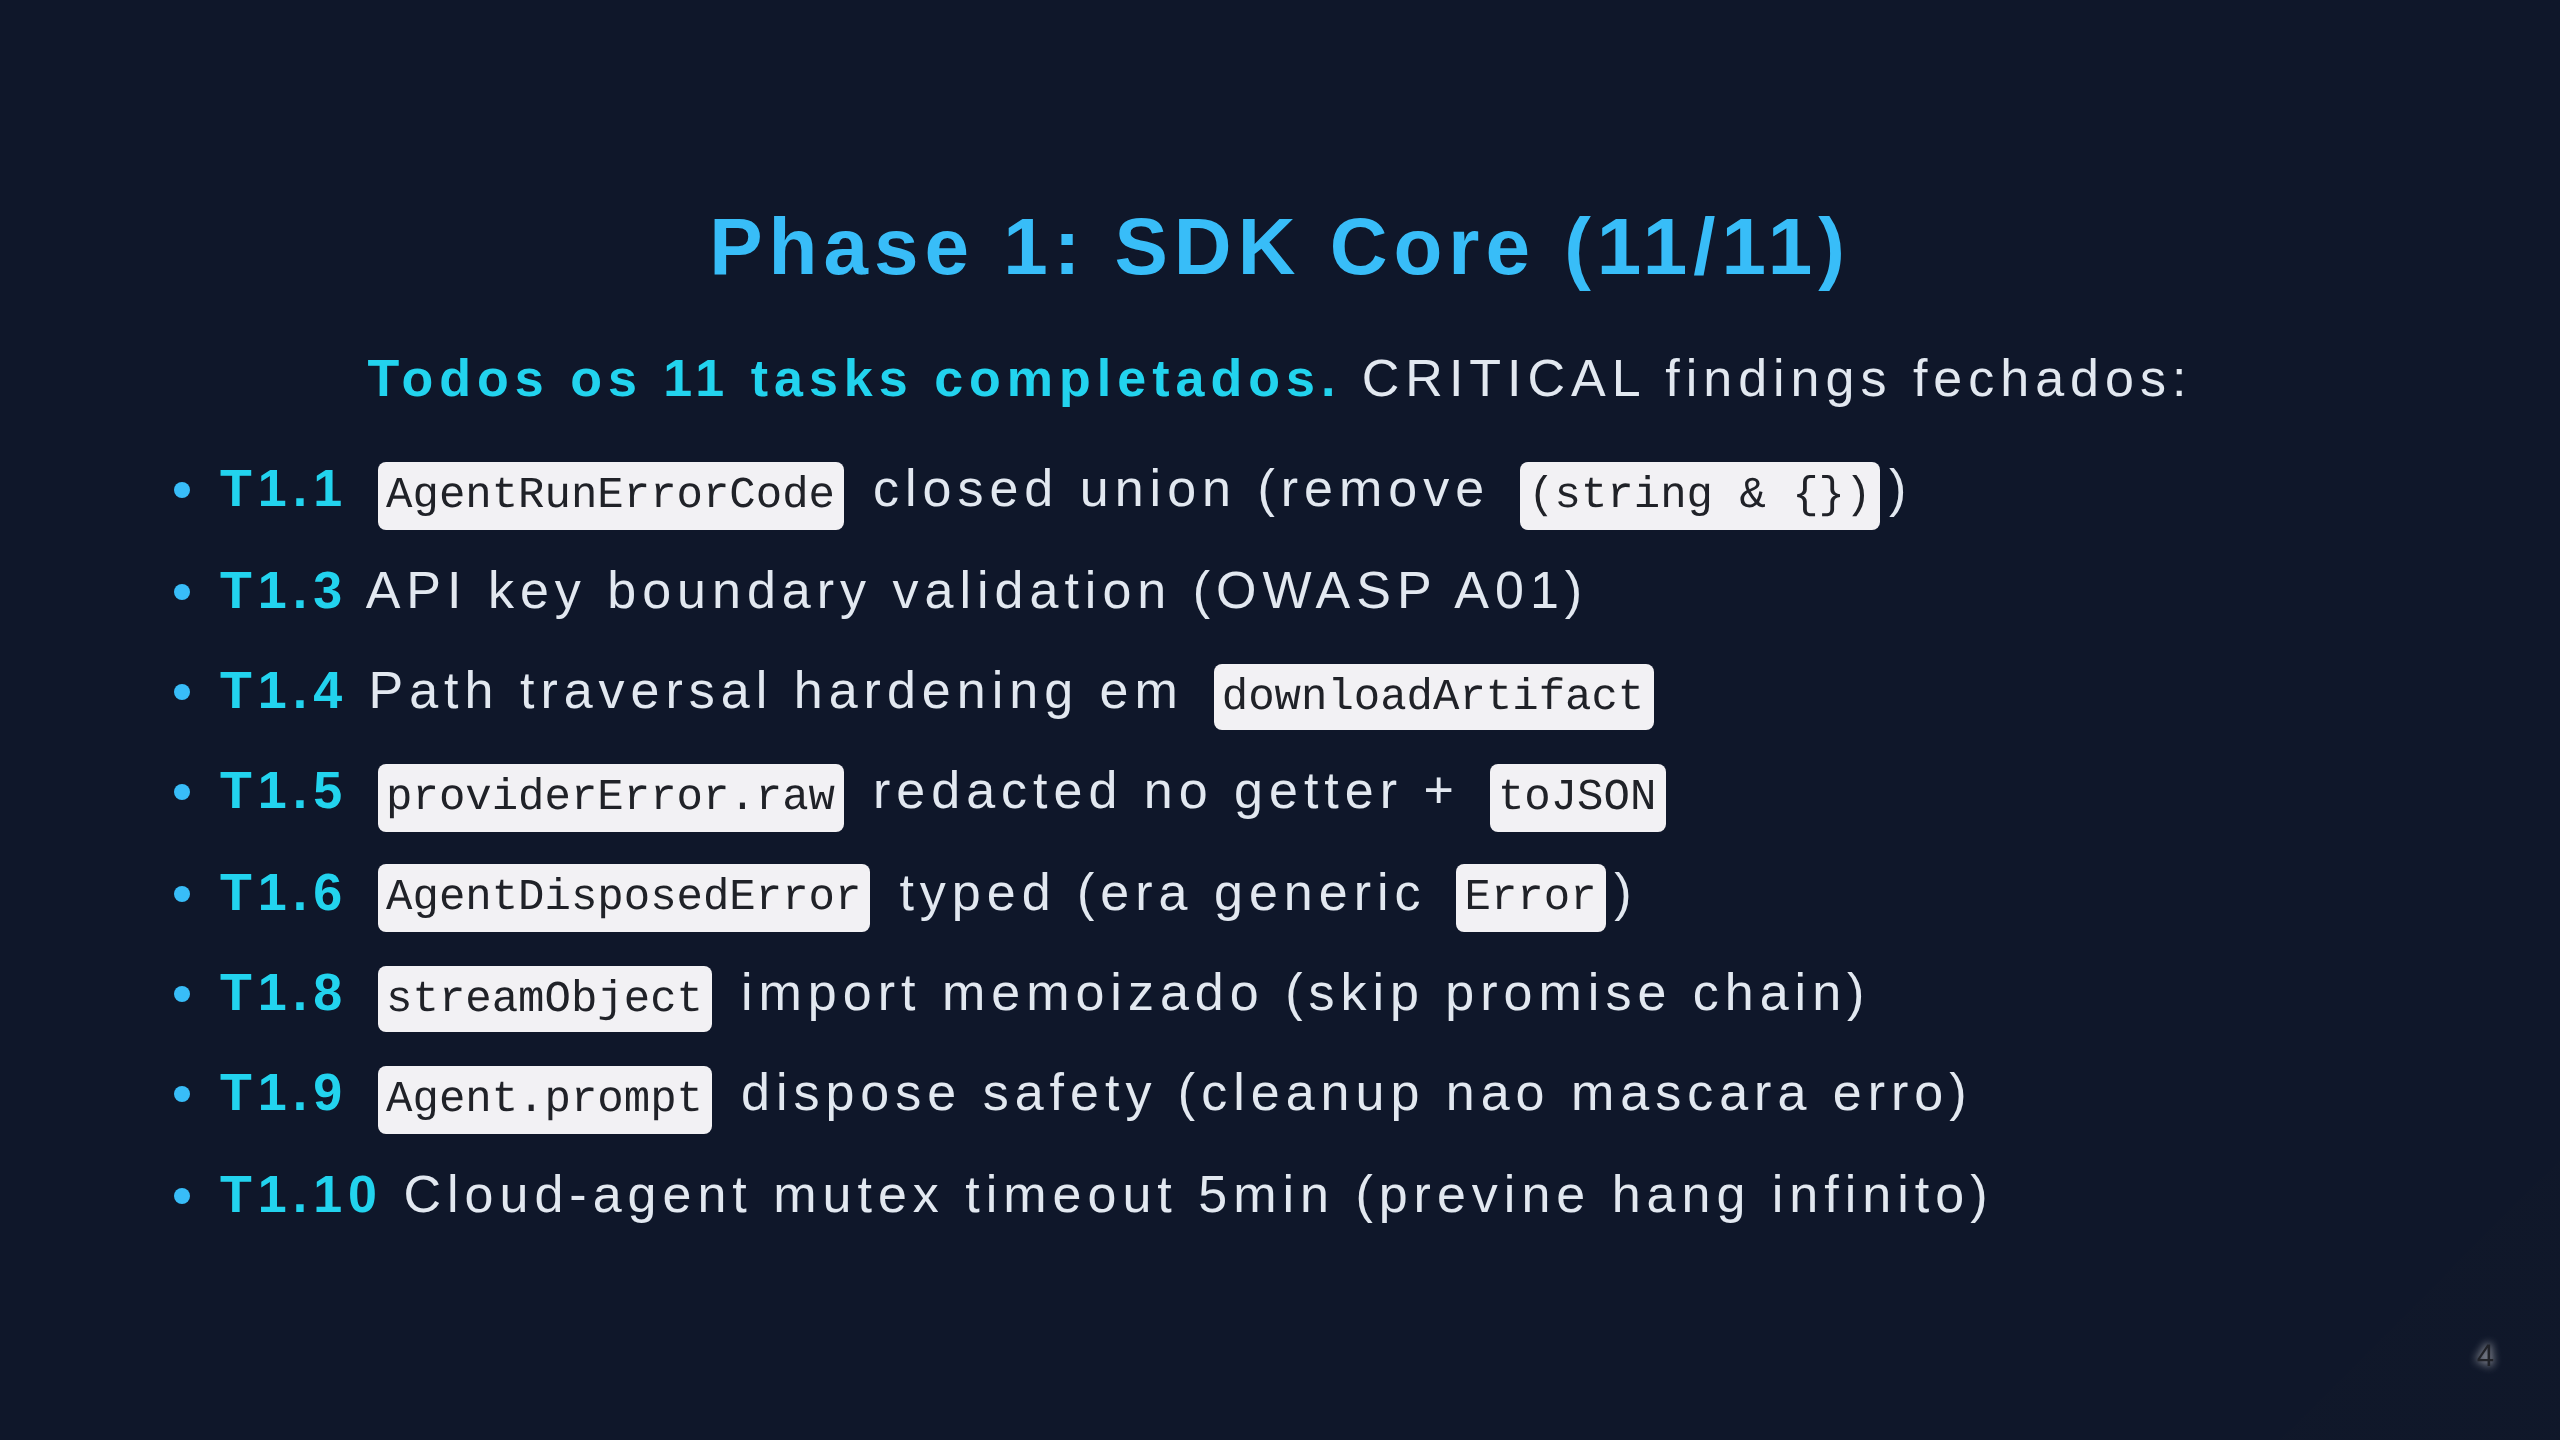 Phase 1: SDK Core (11/11)
Todos os 11 tasks completados. CRITICAL findings fechados:
• T1.1 AgentRunErrorCode closed union (remove (string & {}))
• T1.3 API key boundary validation (OWASP A01)
• T1.4 Path traversal hardening em downloadArtifact
• T1.5 providerError.raw redacted no getter + toJSON
• T1.6 AgentDisposedError typed (era generic Error)
• T1.8 streamObject import memoizado (skip promise chain)
• T1.9 Agent.prompt dispose safety (cleanup nao mascara erro)
• T1.10 Cloud-agent mutex timeout 5min (previne hang infinito)
4